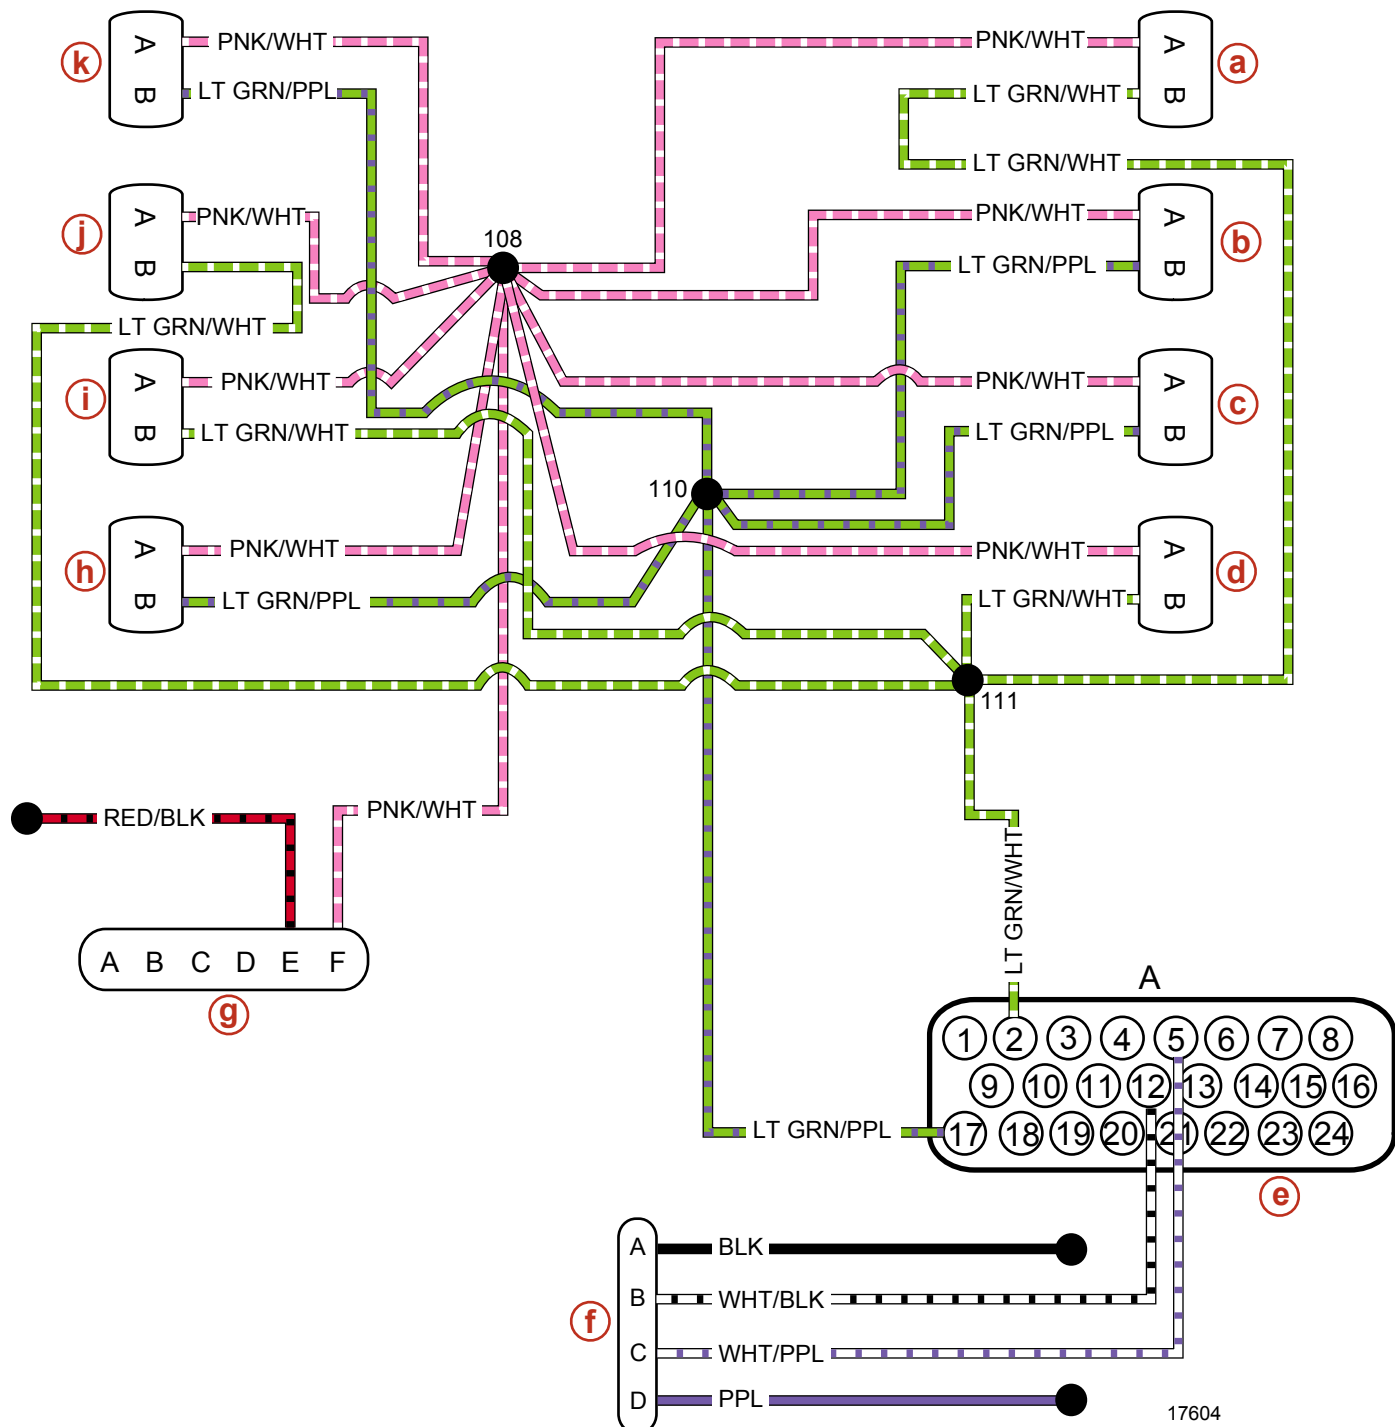 A PNK/WHT PNK/WHT A
k a
B LT GRN/PPL LT GRN/WHT B
LT GRN/WHT
A PNK/WHT PNK/WHT A
j 108 b
B LT GRN/PPL B
LT GRN/WHT
A PNK/WHT PNK/WHT A
i c
B LT GRN/WHT LT GRN/PPL B
110
A PNK/WHT PNK/WHT A
h d
B LT GRN/PPL LT GRN/WHT B
111
RED/BLK PNK/WHT
LT GRN/WHT
A B C D E F
g
A
1 2 3 4 5 6 7 8
9 10 11 12 13 14 15 16
LT GRN/PPL 17 18 19 20 21 22 23 24
e
A BLK
B WHT/BLK
f
C WHT/PPL
D PPL
17604